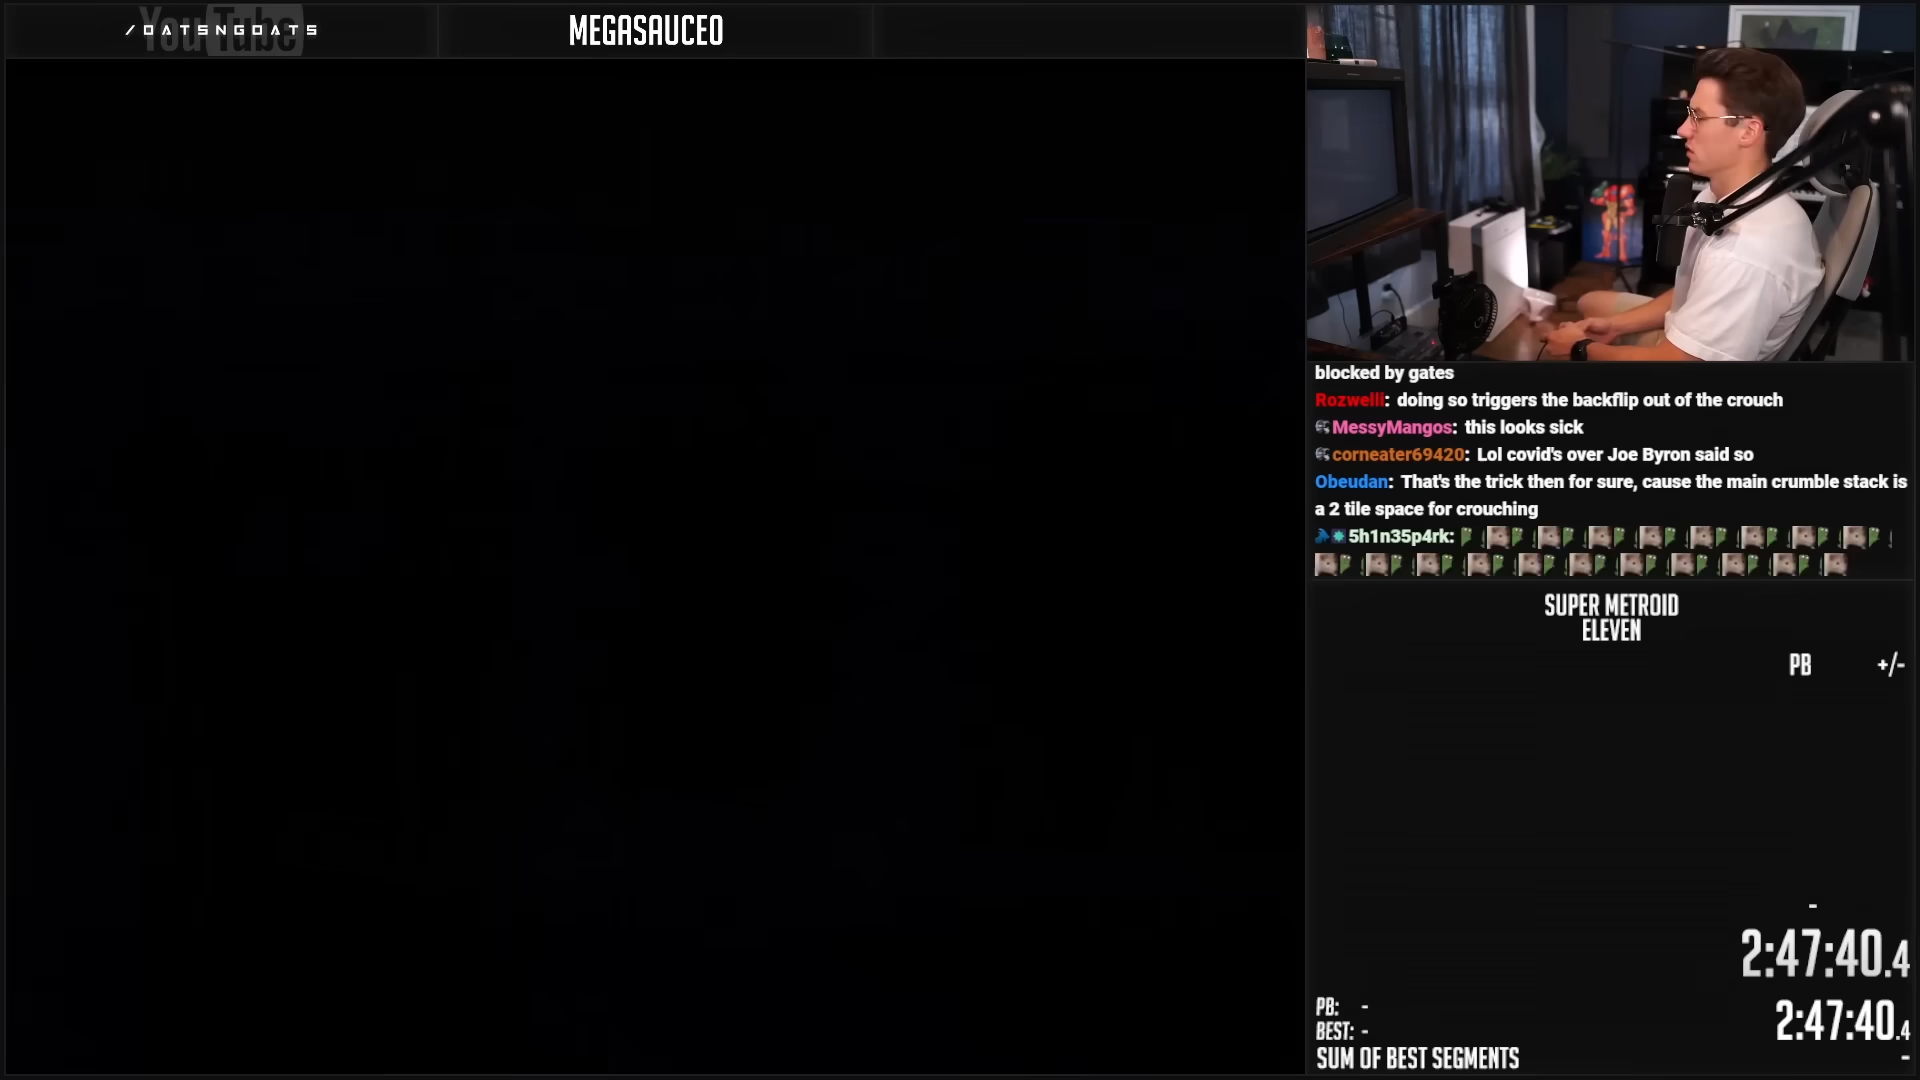 YouTube
/OATSNGOATS
MEGASAUCEO
blocked by gates
Rozwelli: doing so triggers the backflip out of the crouch
MessyMangos: this looks sick
corneater69420: Lol covid's over Joe Byron said so
Obeudan: That's the trick then for sure, cause the main crumble stack is
a 2 tile space for crouching
5h1n35p4rk:
SUPER METROID
ELEVEN
PB +/-
-
2:47:40.4
PB: -
2:47:40.4
BEST: -
SUM OF BEST SEGMENTS -